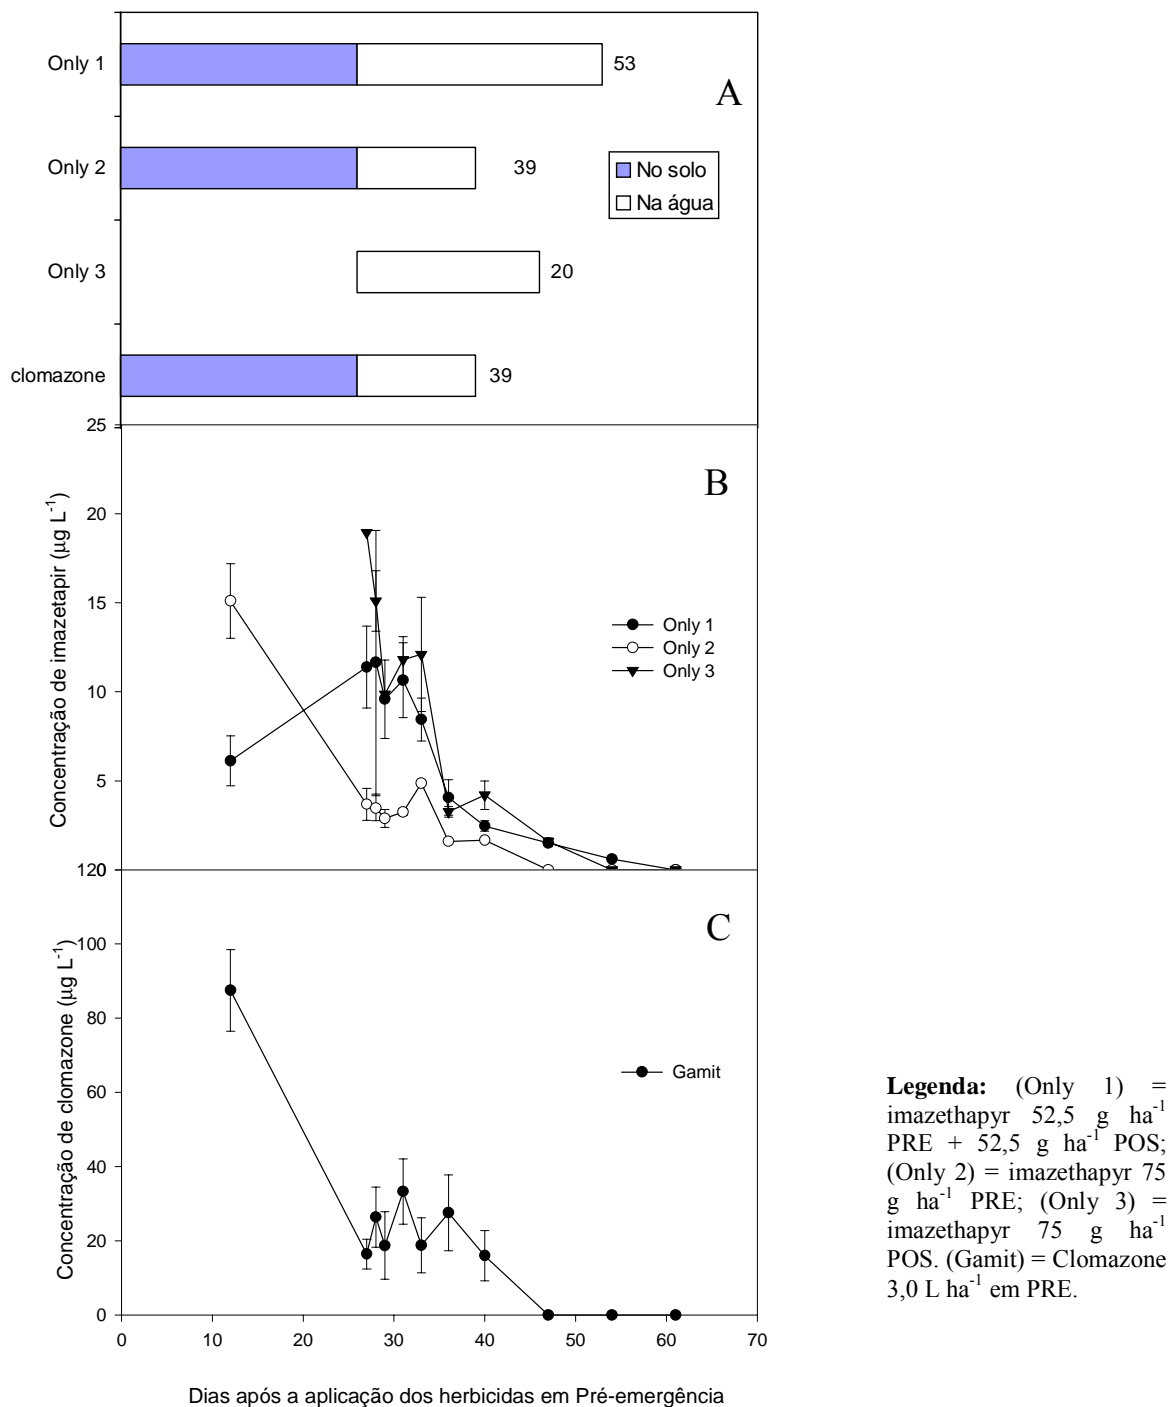 Only 1
53
A
Only 2
39
No solo
Na água
Only 3
20
clomazone
39
25
B
20
15
10
5
0
Concentração de imazetapir (µg L-1)
Only 1
Only 2
Only 3
120
C
100
80
60
40
20
0
Concentração de clomazone (µg L-1)
Gamit
0 10 20 30 40 50 60 70
Dias após a aplicação dos herbicidas em Pré-emergência
Legenda: (Only 1) =
imazethapyr 52,5 g ha-1
PRE + 52,5 g ha-1 POS;
(Only 2) = imazethapyr 75
g ha-1 PRE; (Only 3) =
imazethapyr 75 g ha-1
POS. (Gamit) = Clomazone
3,0 L ha-1 em PRE.